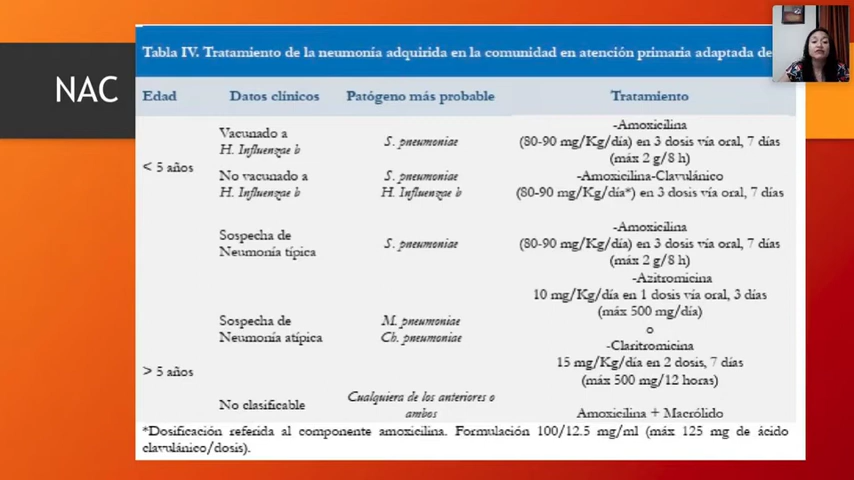 NAC
Tabla IV. Tratamiento de la neumonía adquirida en la comunidad en atención primaria adaptada de
Edad Datos clínicos Patógeno más probable Tratamiento
< 5 años
Vacunado a
H. Influenzae b
S. pneumoniae
-Amoxicilina
(80-90 mg/Kg/día) en 3 dosis vía oral, 7 días
(máx 2 g/8 h)
No vacunado a
H. Influenzae b
S. pneumoniae
H. Influenzae b
-Amoxicilina-Clavulánico
(80-90 mg/Kg/día*) en 3 dosis vía oral, 7 días
> 5 años
Sospecha de
Neumonía típica
S. pneumoniae
-Amoxicilina
(80-90 mg/Kg/día) en 3 dosis vía oral, 7 días
(máx 2 g/8 h)
Sospecha de
Neumonía atípica
M. pneumoniae
Ch. pneumoniae
-Azitromicina
10 mg/Kg/día en 1 dosis vía oral, 3 días
(máx 500 mg/día)
o
-Claritromicina
15 mg/Kg/día en 2 dosis, 7 días
(máx 500 mg/12 horas)
No clasificable
Cualquiera de los anteriores o
ambos
Amoxicilina + Macrólido
*Dosificación referida al componente amoxicilina. Formulación 100/12.5 mg/ml (máx 125 mg de ácido
clavulánico/dosis).